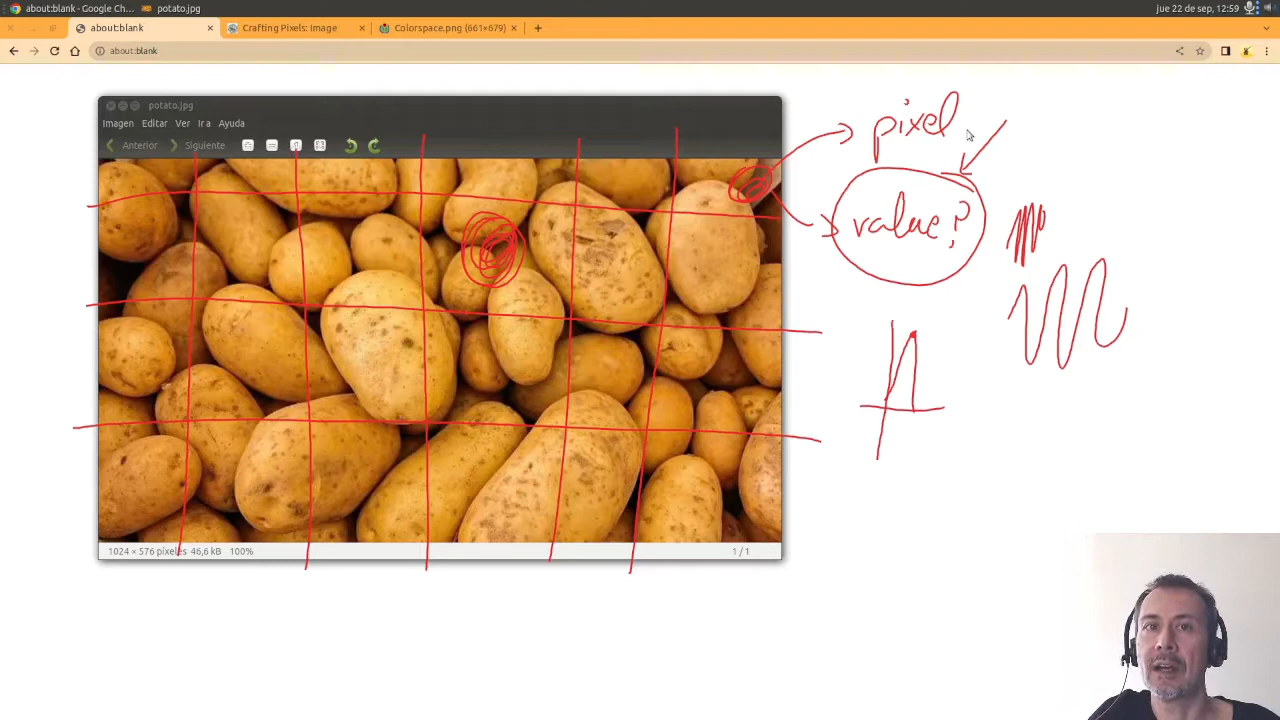 about:blank - Google Ch... potato.jpg jue 22 de sep, 12:59
about:blank Crafting Pixels: Image Colorspace.png (661×679)
about:blank
potato.jpg
Imagen Editar Ver Ir a Ayuda
Anterior Siguiente
pixel
value?
1024 × 576 píxeles 46,6 kB 100% 1 / 1